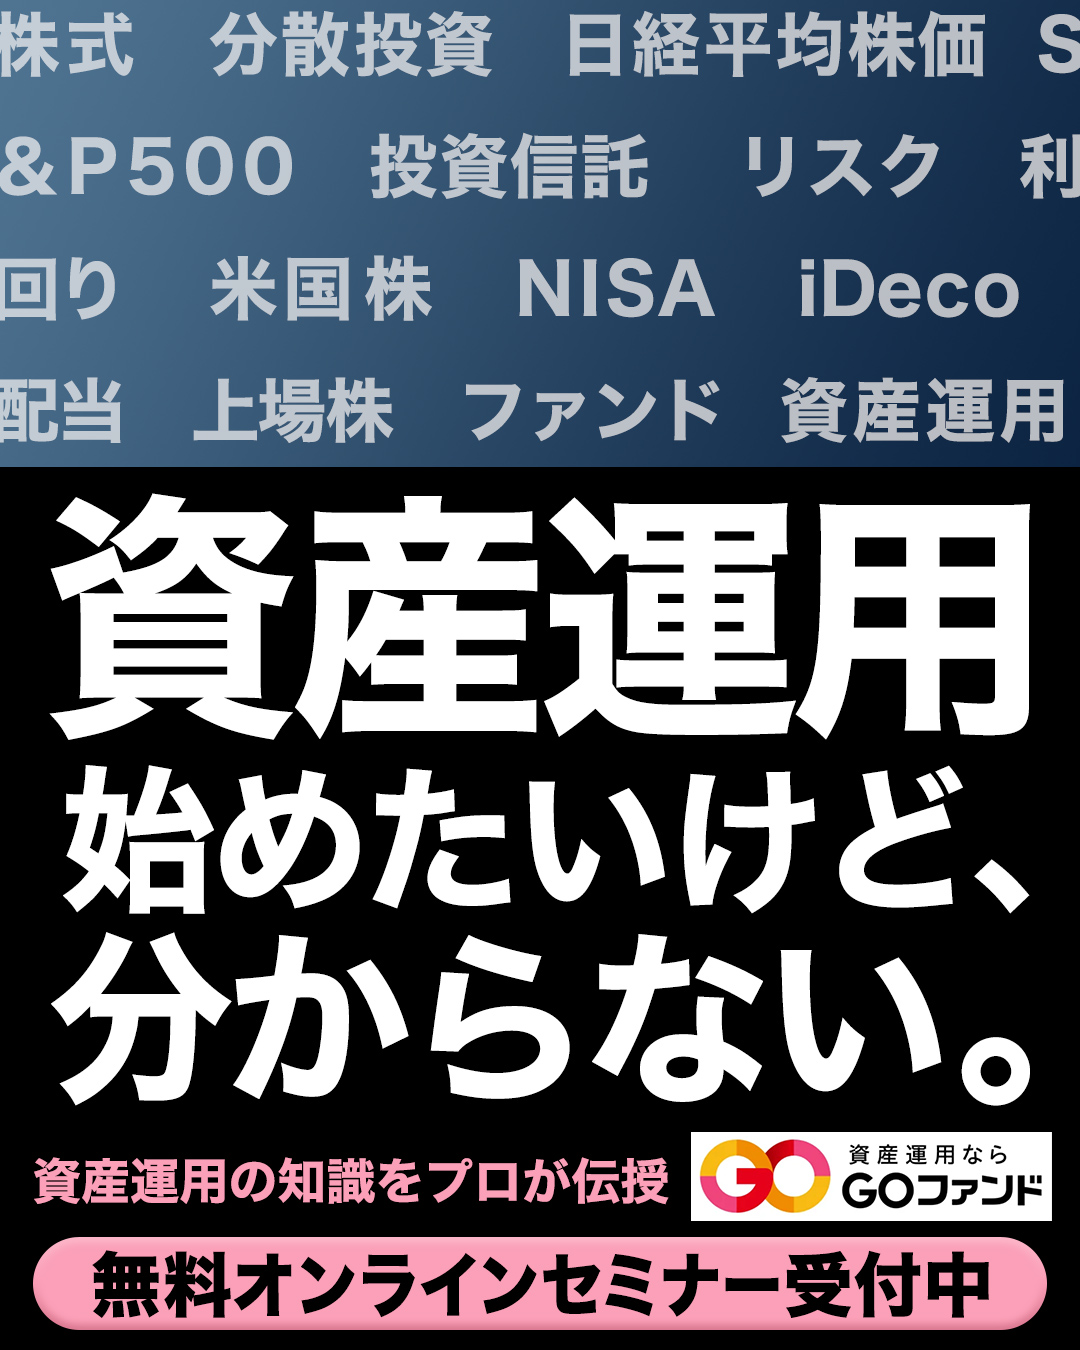 株式 分散投資 日経平均株価 S
&P500 投資信託 リスク 利
回り 米国株 NISA iDeco
配当 上場株 ファンド 資産運用
資産運用
始めたいけど、
分からない。
資産運用の知識をプロが伝授
GO
資産運用なら
GOファンド
無料オンラインセミナー受付中